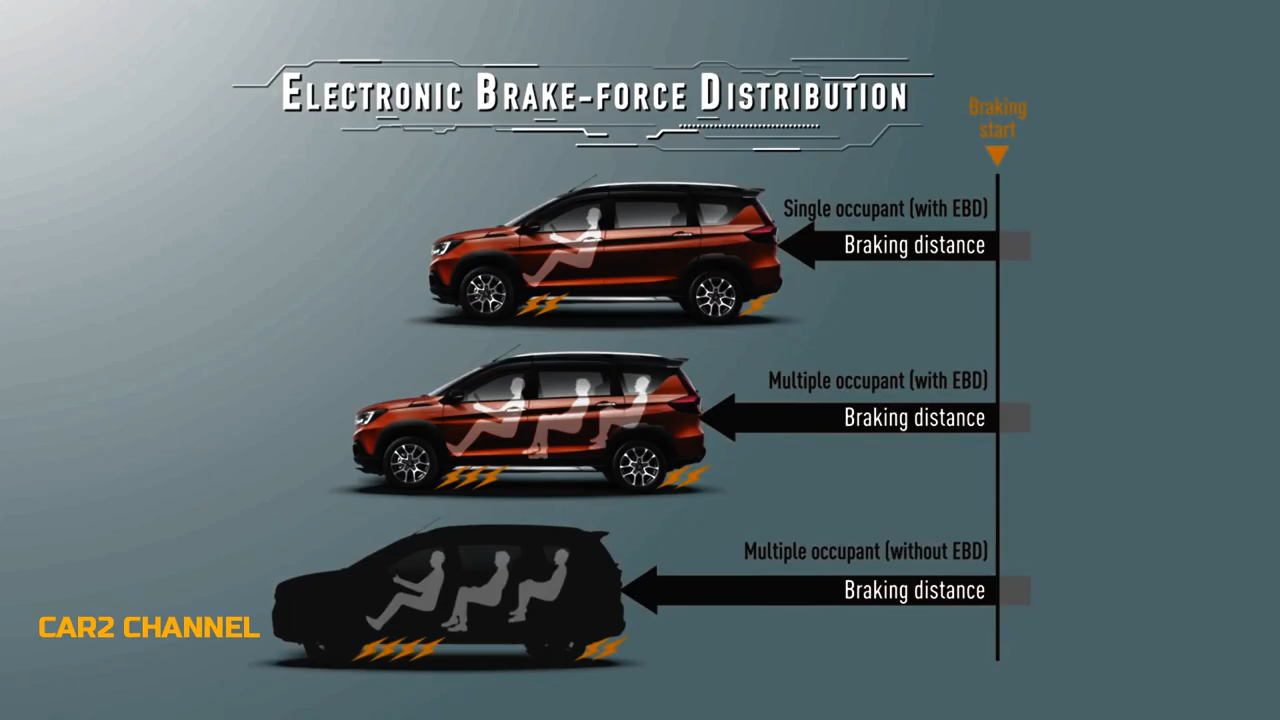 ELECTRONIC BRAKE-FORCE DISTRIBUTION
Braking
start
Single occupant (with EBD)
Braking distance
Multiple occupant (with EBD)
Braking distance
Multiple occupant (without EBD)
Braking distance
CAR2 CHANNEL